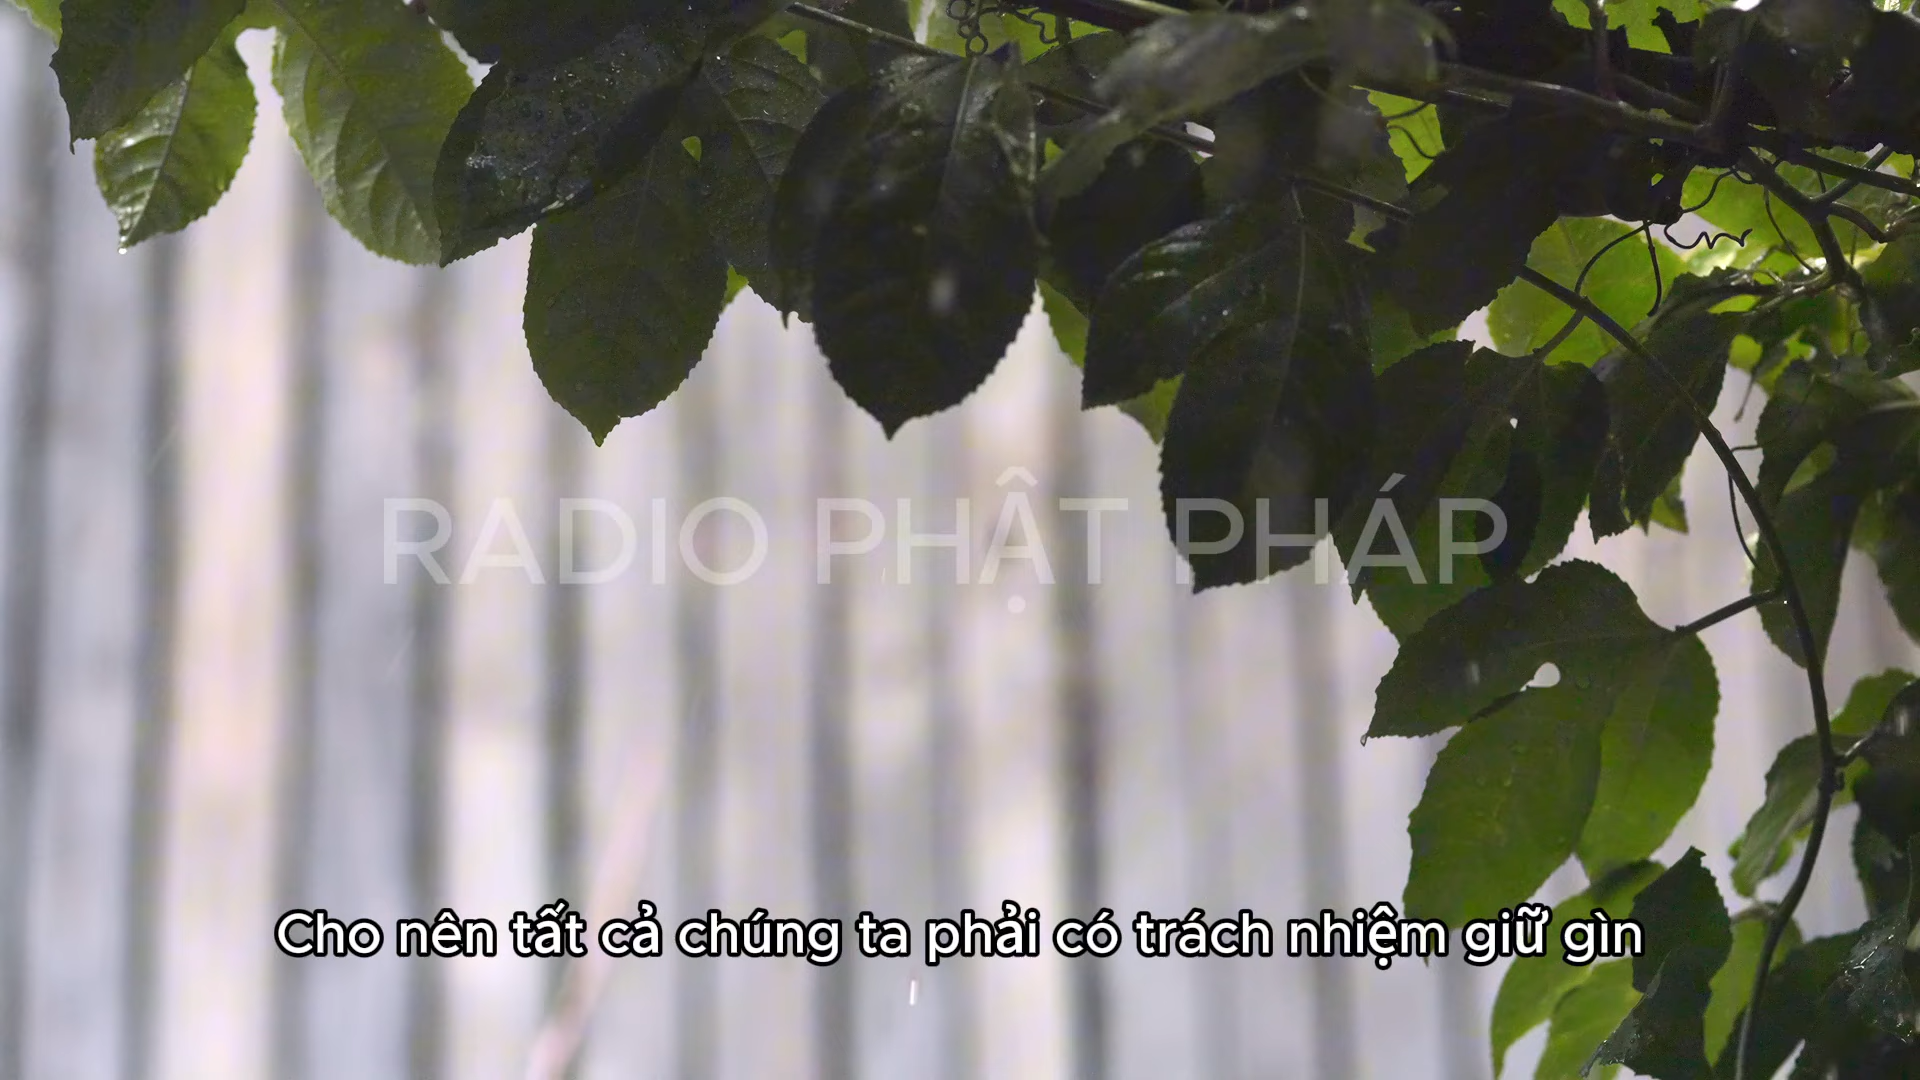 RADIO PHẬT PHÁP
Cho nên tất cả chúng ta phải có trách nhiệm giữ gìn